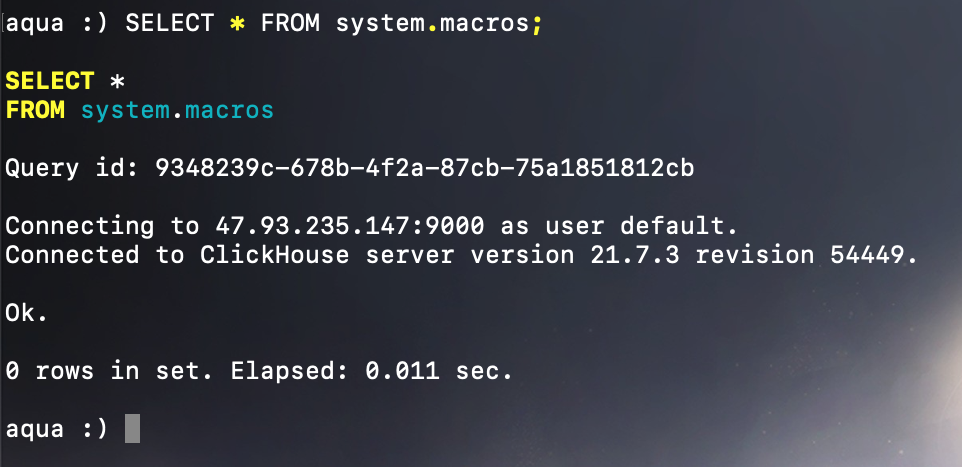 aqua :) SELECT * FROM system.macros;
SELECT *
FROM system.macros
Query id: 9348239c-678b-4f2a-87cb-75a1851812cb
Connecting to 47.93.235.147:9000 as user default.
Connected to ClickHouse server version 21.7.3 revision 54449.
Ok.
0 rows in set. Elapsed: 0.011 sec.
aqua :)